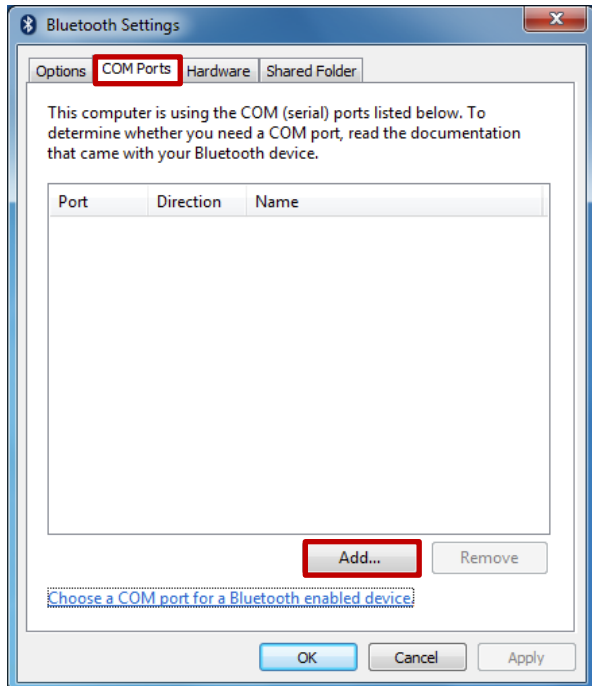 Bluetooth Settings
Options COM Ports Hardware Shared Folder
This computer is using the COM (serial) ports listed below. To
determine whether you need a COM port, read the documentation
that came with your Bluetooth device.
Port Direction Name
Add... Remove
Choose a COM port for a Bluetooth enabled device.
OK Cancel Apply